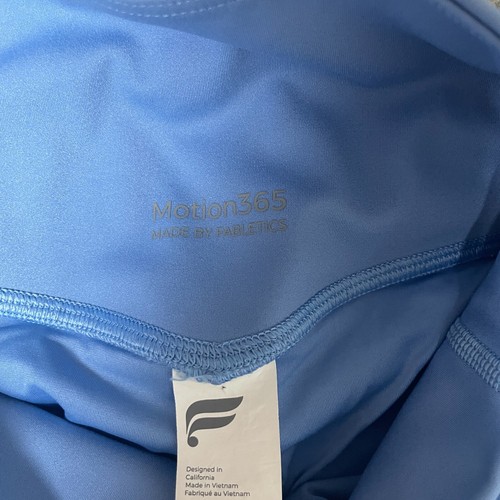 Motion365
MADE BY FABLETICS
Designed in
California
Made in Vietnam
Fabriqué au Vietnam